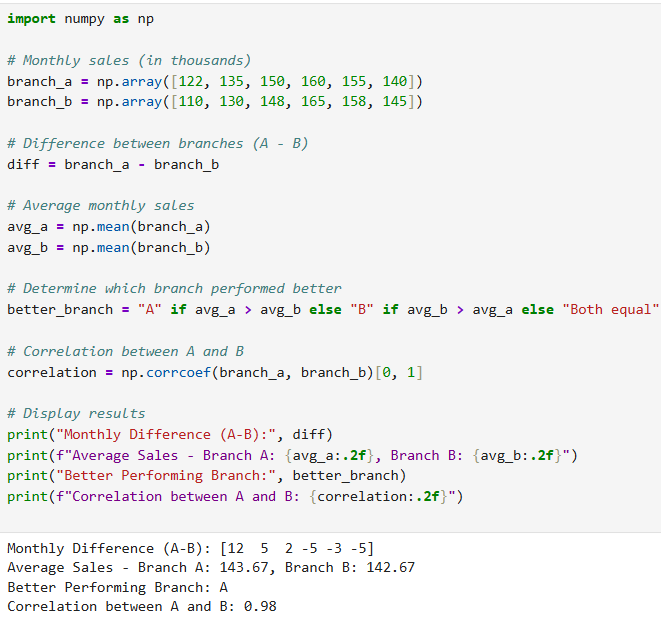 import numpy as np
# Monthly sales (in thousands)
branch_a = np.array([122, 135, 150, 160, 155, 140])
branch_b = np.array([110, 130, 148, 165, 158, 145])
# Difference between branches (A - B)
diff = branch_a - branch_b
# Average monthly sales
avg_a = np.mean(branch_a)
avg_b = np.mean(branch_b)
# Determine which branch performed better
better_branch = "A" if avg_a > avg_b else "B" if avg_b > avg_a else "Both equal"
# Correlation between A and B
correlation = np.corrcoef(branch_a, branch_b)[0, 1]
# Display results
print("Monthly Difference (A-B):", diff)
print(f"Average Sales - Branch A: {avg_a:.2f}, Branch B: {avg_b:.2f}")
print("Better Performing Branch:", better_branch)
print(f"Correlation between A and B: {correlation:.2f}")
Monthly Difference (A-B): [12  5  2 -5 -3 -5]
Average Sales - Branch A: 143.67, Branch B: 142.67
Better Performing Branch: A
Correlation between A and B: 0.98